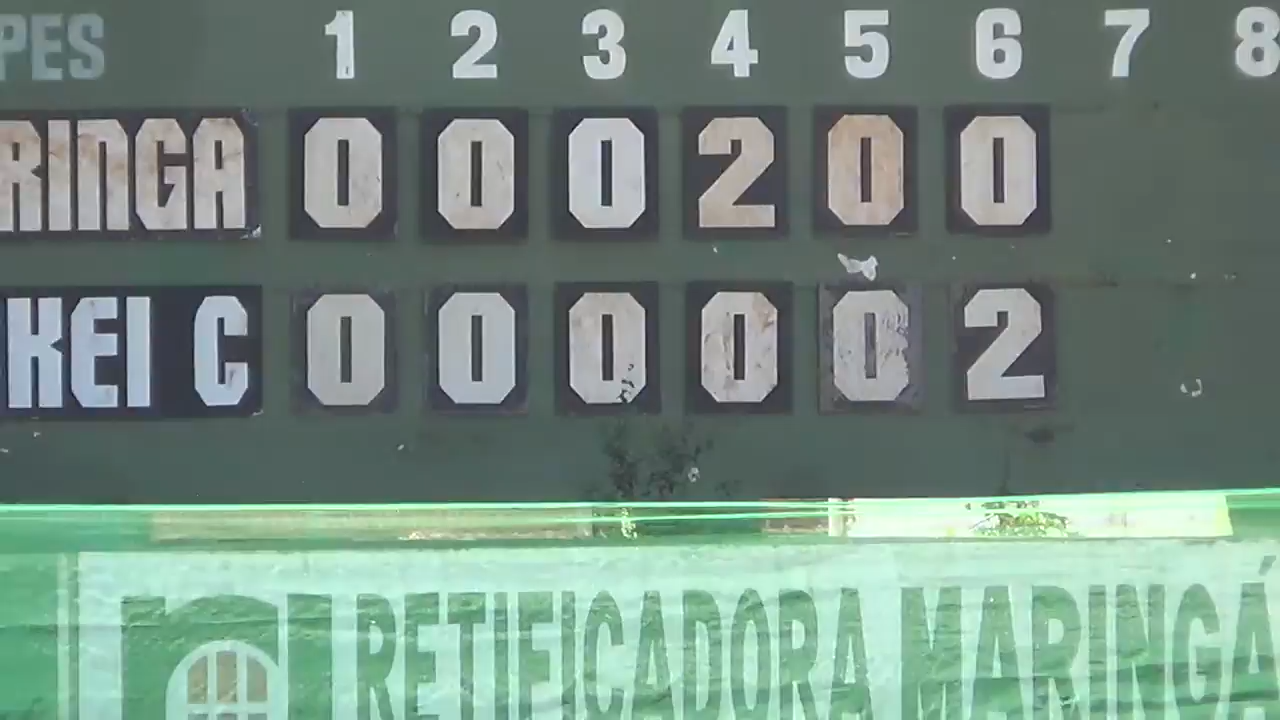 PES 1 2 3 4 5 6 7 8
RINGA 0 0 0 2 0 0
KEI C 0 0 0 0 0 2
RETIFICADORA MARINGÁ